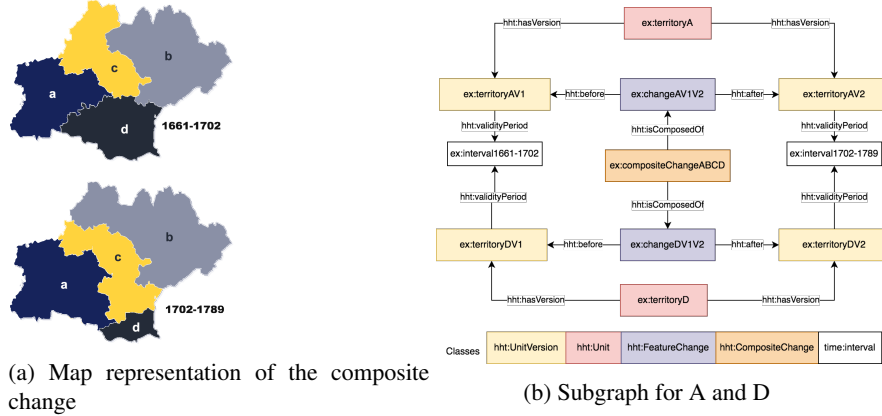 b
c
a
d
1661-1702
b
c
a
1702-1789
d
(a) Map representation of the composite
change
hht:hasVersion
ex:territoryA
hht:hasVersion
ex:territoryAV1
hht:before
ex:changeAV1V2
hht:after
ex:territoryAV2
hht:validityPeriod
hht:isComposedOf
hht:validityPeriod
ex:interval1661-1702
ex:compositeChangeABCD
ex:interval1702-1789
hht:validityPeriod
hht:isComposedOf
hht:validityPeriod
ex:territoryDV1
hht:before
ex:changeDV1V2
hht:after
ex:territoryDV2
hht:hasVersion
ex:territoryD
hht:hasVersion
Classes
hht:UnitVersion
hht:Unit
hht:FeatureChange
hht:CompositeChange
time:interval
(b) Subgraph for A and D